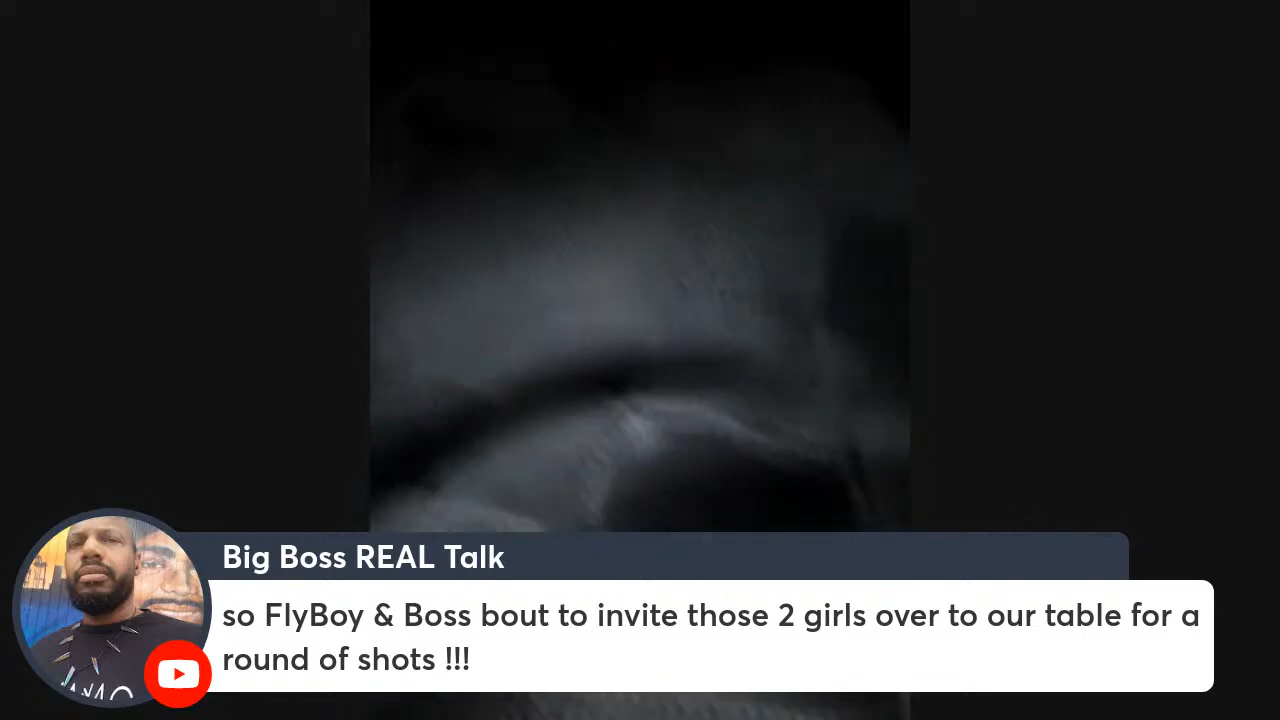 Big Boss REAL Talk
so FlyBoy & Boss bout to invite those 2 girls over to our table for a
round of shots !!!